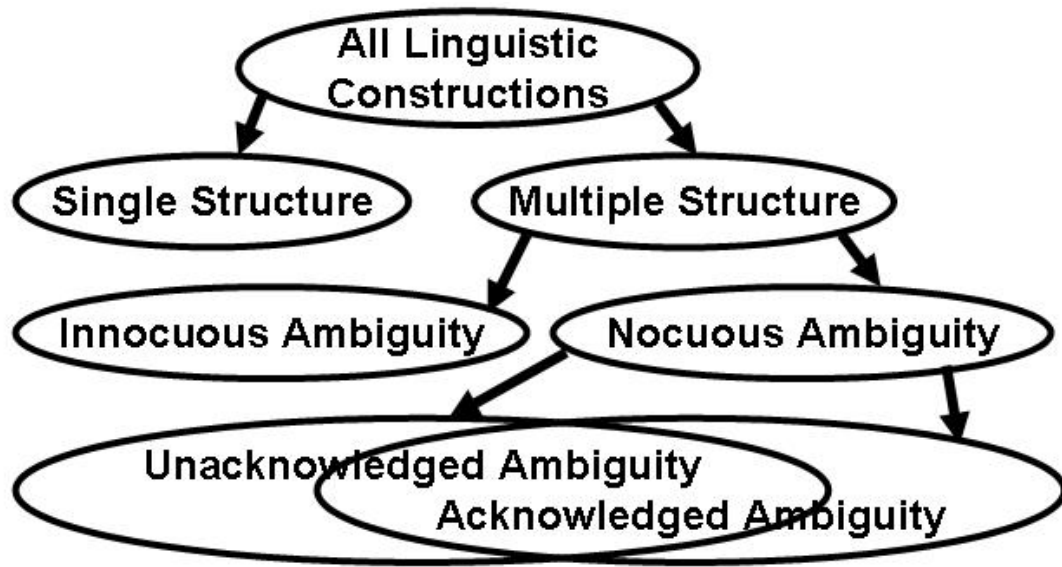 All Linguistic
Constructions
Single Structure
Multiple Structure
Innocuous Ambiguity
Nocuous Ambiguity
Unacknowledged Ambiguity
Acknowledged Ambiguity